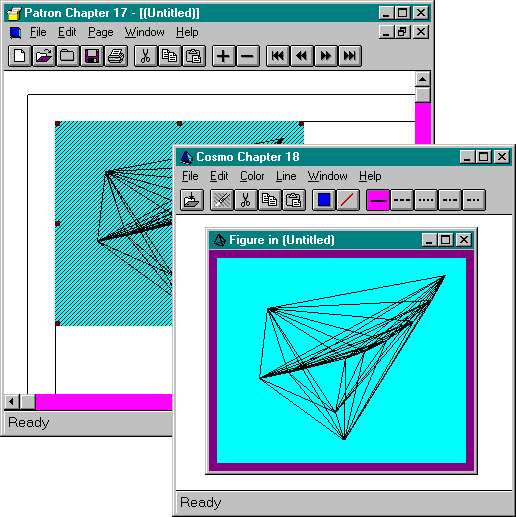 Patron Chapter 17 - [(Untitled)]
File Edit Page Window Help
Cosmo Chapter 18
File Edit Color Line Window Help
Figure in (Untitled)
Ready
Ready